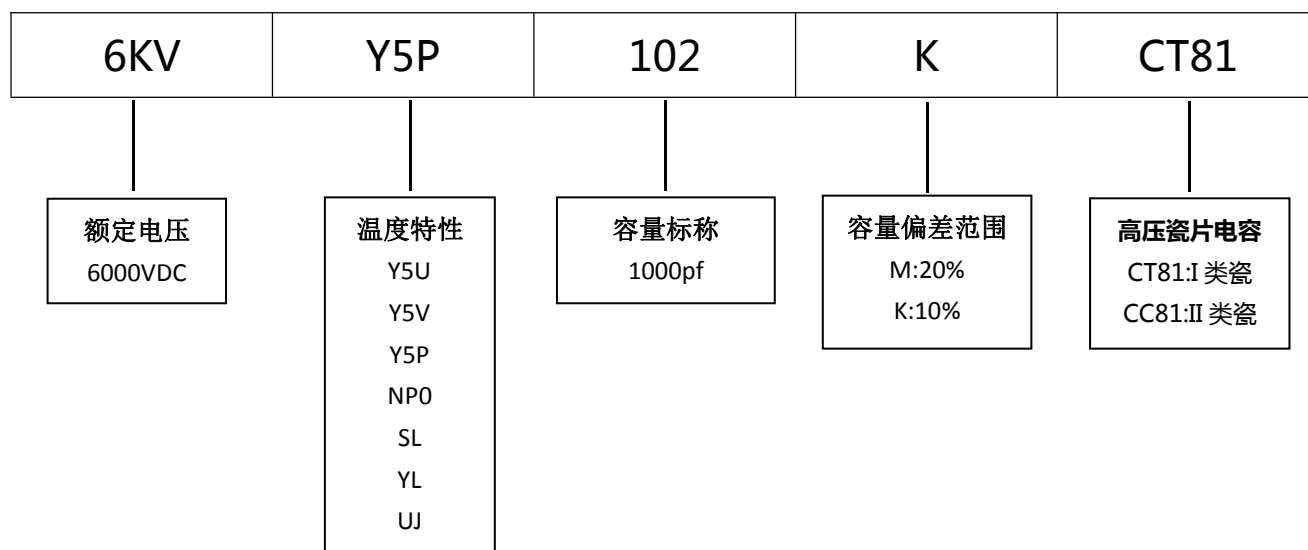 6KV Y5P 102 K CT81
额定电压
6000VDC
温度特性
Y5U
Y5V
Y5P
NP0
SL
YL
UJ
容量标称
1000pf
容量偏差范围
M:20%
K:10%
高压瓷片电容
CT81:I 类瓷
CC81:II 类瓷